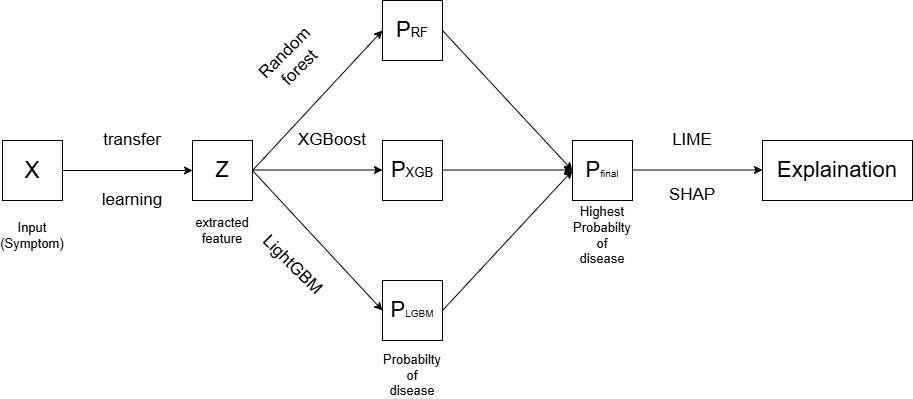 X
Input
(Symptom)
transfer
learning
Z
extracted
feature
Random
forest
XGBoost
LightGBM
PRF
PXGB
PLGBM
Probabilty
of
disease
Pfinal
Highest
Probabilty
of
disease
LIME
SHAP
Explaination